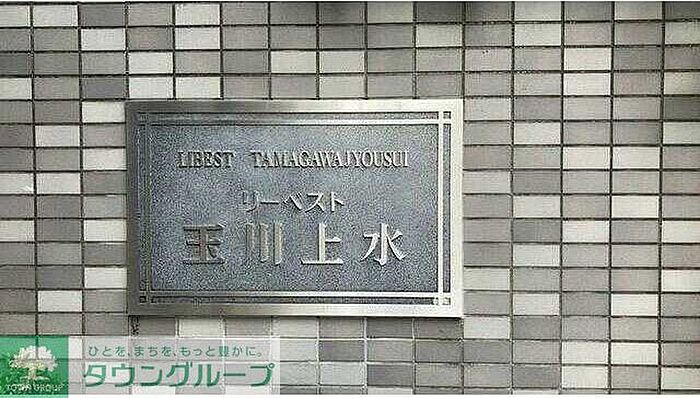 LIBEST TAMAGAWAJYOUSUI
リーベスト
玉川上水
ひとを、まちを、もっと豊かに。
タウングループ
TOWN GROUP